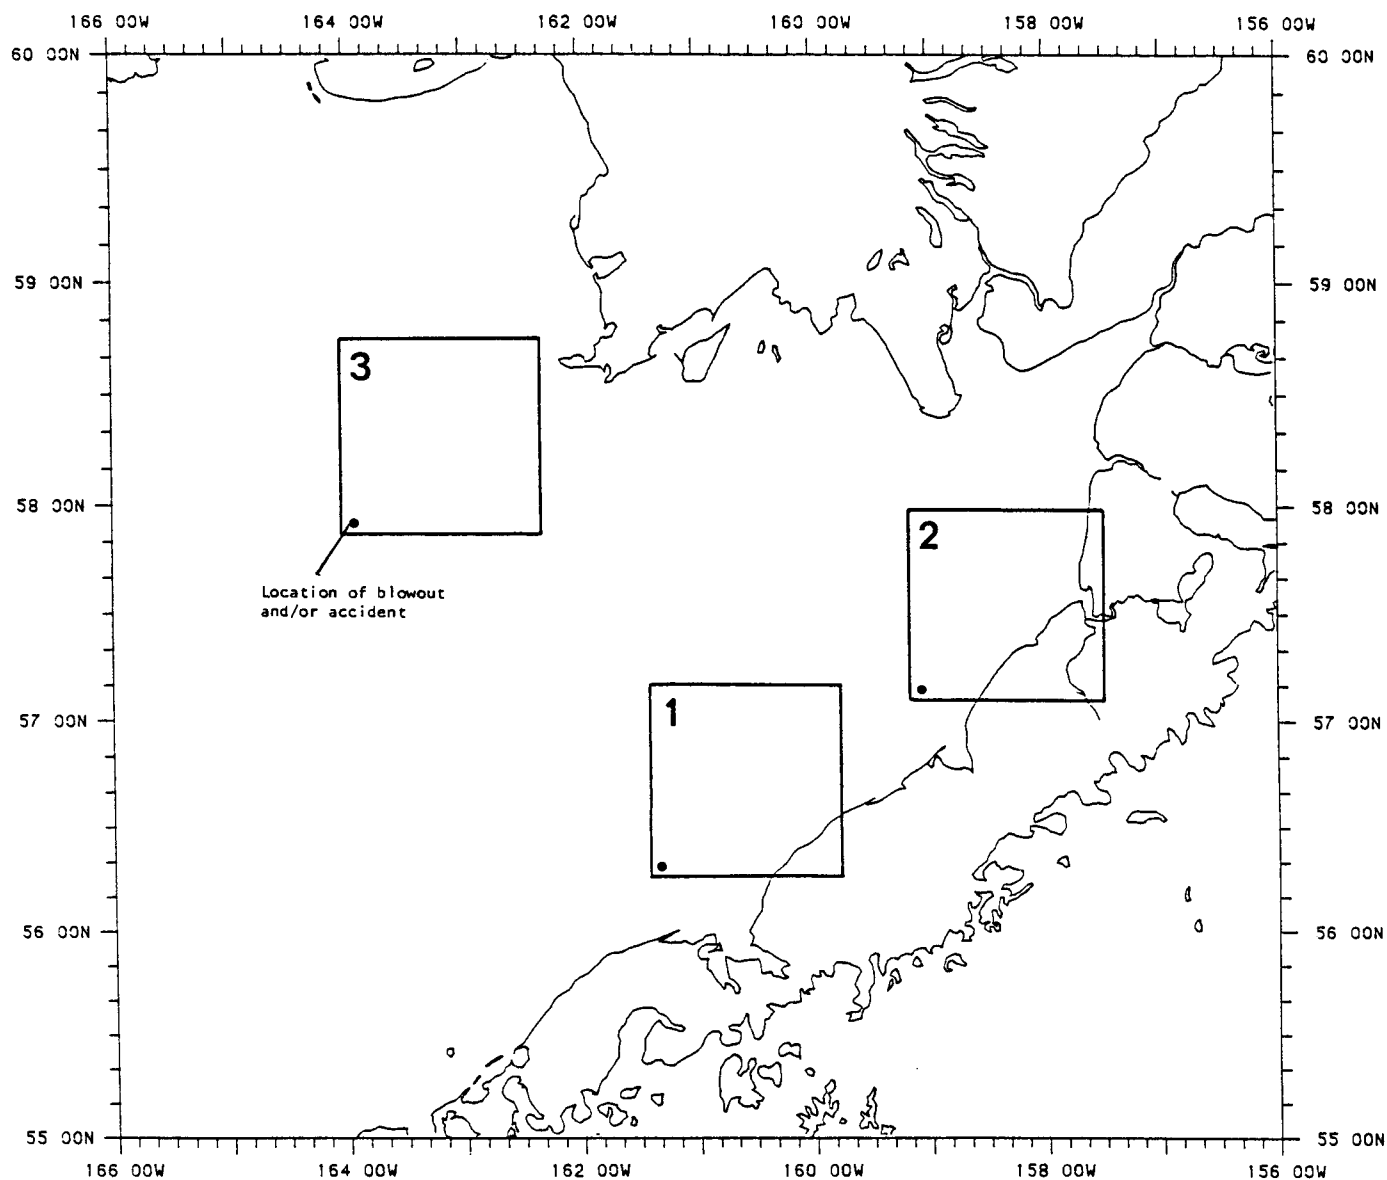 166 00W 164 00W 162 00W 160 00W 158 00W 156 00W
60 00N 60 00N
59 00N 59 00N
3
58 00N 58 00N
2
Location of blowout
and/or accident
1
57 00N 57 00N
56 00N 56 00N
55 00N 55 00N
166 00W 164 00W 162 00W 160 00W 158 00W 156 00W